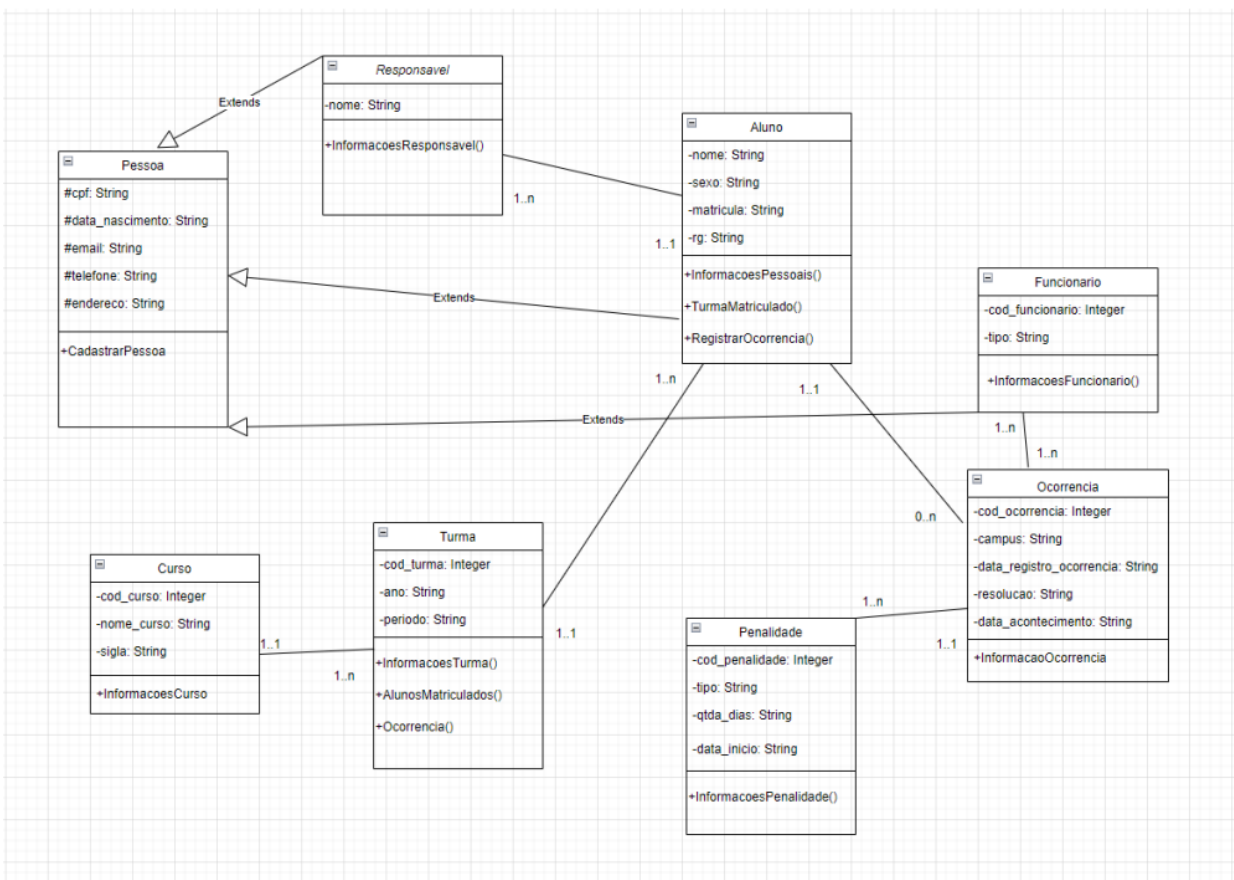 Responsavel
-nome: String
+InformacoesResponsavel()
Extends
1..n
Aluno
-nome: String
-sexo: String
-matricula: String
-rg: String
+InformacoesPessoais()
+TurmaMatriculado()
+RegistrarOcorrencia()
1..1
Pessoa
#cpf: String
#data_nascimento: String
#email: String
#telefone: String
#endereco: String
+CadastrarPessoa
Extends
Extends
Funcionario
-cod_funcionario: Integer
-tipo: String
+InformacoesFuncionario()
1..n
1..1
1..n
1..n
Ocorrencia
-cod_ocorrencia: Integer
-campus: String
-data_registro_ocorrencia: String
-resolucao: String
-data_acontecimento: String
+InformacaoOcorrencia
0..n
Turma
-cod_turma: Integer
-ano: String
-periodo: String
+InformacoesTurma()
+AlunosMatriculados()
+Ocorrencia()
1..1
Curso
-cod_curso: Integer
-nome_curso: String
-sigla: String
+InformacoesCurso
1..1
1..n
1..n
1..1
Penalidade
-cod_penalidade: Integer
-tipo: String
-qtda_dias: String
-data_inicio: String
+InformacoesPenalidade()